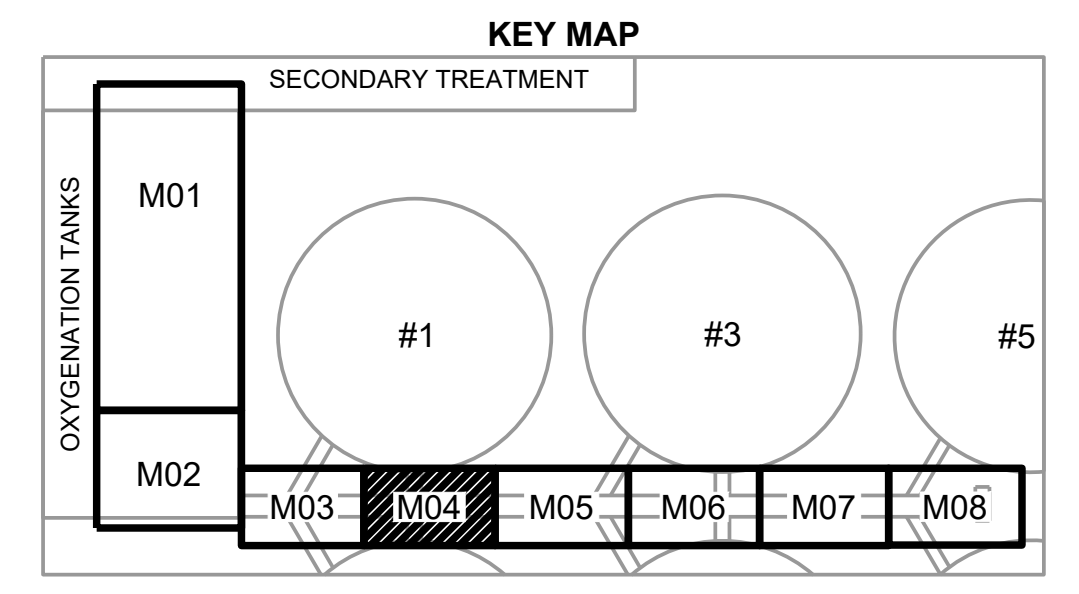 KEY MAP
SECONDARY TREATMENT
OXYGENATION TANKS
M01
#1
#3
#5
M02
M03
M04
M05
M06
M07
M08